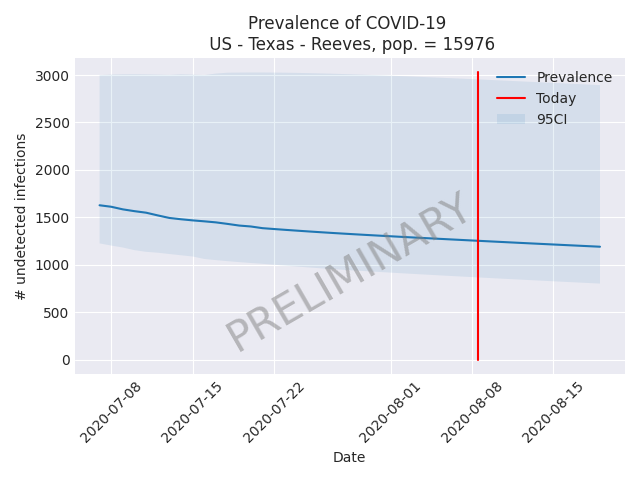 Prevalence of COVID-19
US - Texas - Reeves, pop. = 15976
3000
2500
2000
1500
1000
500
0
# undetected infections
Prevalence
Today
95CI
PRELIMINARY
2020-07-08
2020-07-15
2020-07-22
2020-08-01
2020-08-08
2020-08-15
Date